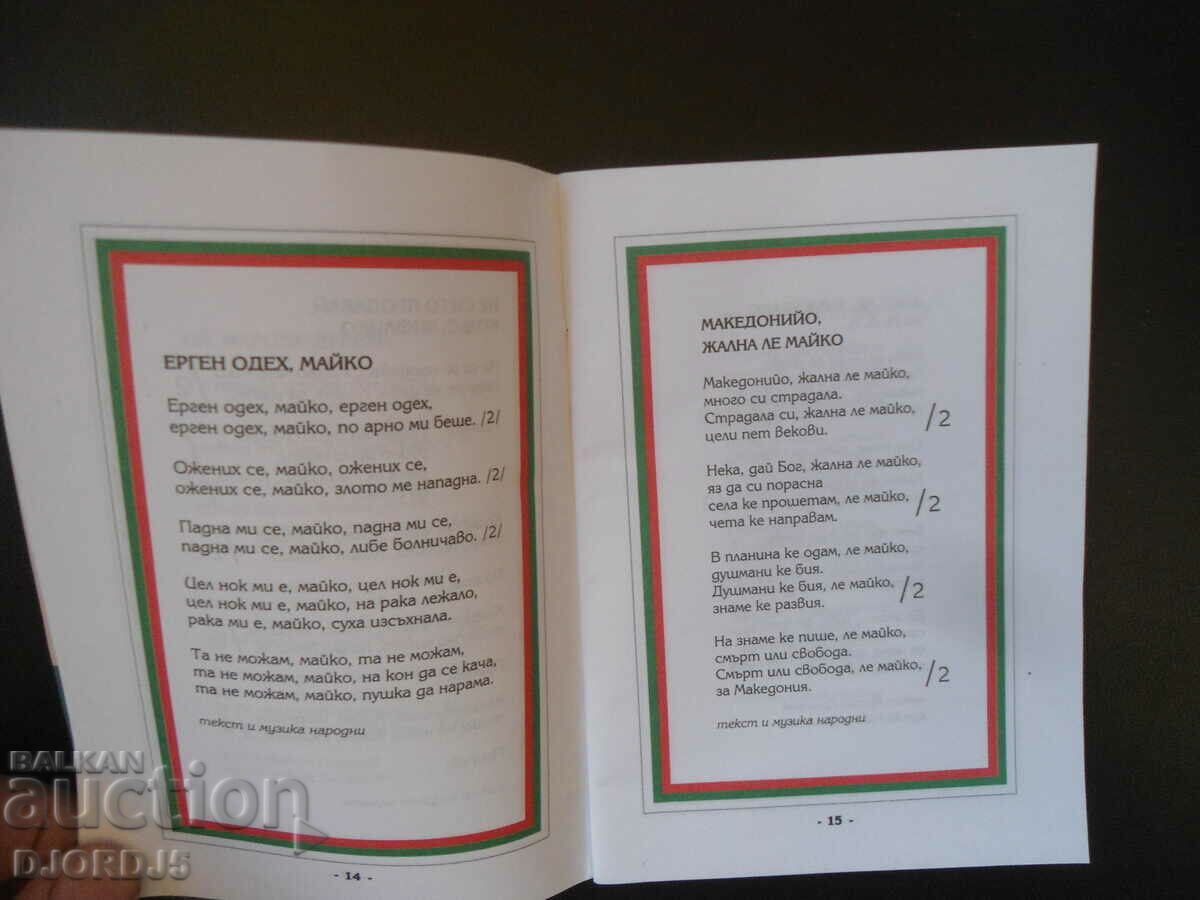 ЕРГЕН ОДЕХ, МАЙКО
Ерген одех, майко, ерген одех,
ерген одех, майко, по арно ми беше. /2/
Ожених се, майко, ожених се,
ожених се, майко, злото ме нападна. /2/
Падна ми се, майко, падна ми се,
падна ми се, майко, либе болничаво. /2/
Цел нок ми е, майко, цел нок ми е,
цел нок ми е, майко, на рака лежало,
рака ми е, майко, суха изсъхнала.
Та не можам, майко, та не можам,
та не можам, майко, на кон да се кача,
та не можам, майко, пушка да нарама.
текст и музика народни
- 14 -
МАКЕДОНИЙО,
ЖАЛНА ЛЕ МАЙКО
Македонийо, жална ле майко,
много си страдала.
Страдала си, жална ле майко, /2
цели пет векови.
Нека, дай Бог, жална ле майко,
яз да си порасна
села ке прошетам, ле майко, /2
чета ке направам.
В планина ке одам, ле майко,
душмани ке бия.
Душмани ке бия, ле майко, /2
знаме ке развия.
На знаме ке пише, ле майко,
смърт или свобода.
Смърт или свобода, ле майко, /2
за Македония.
текст и музика народни
- 15 -
BALKAN
auction
DJORDJ5